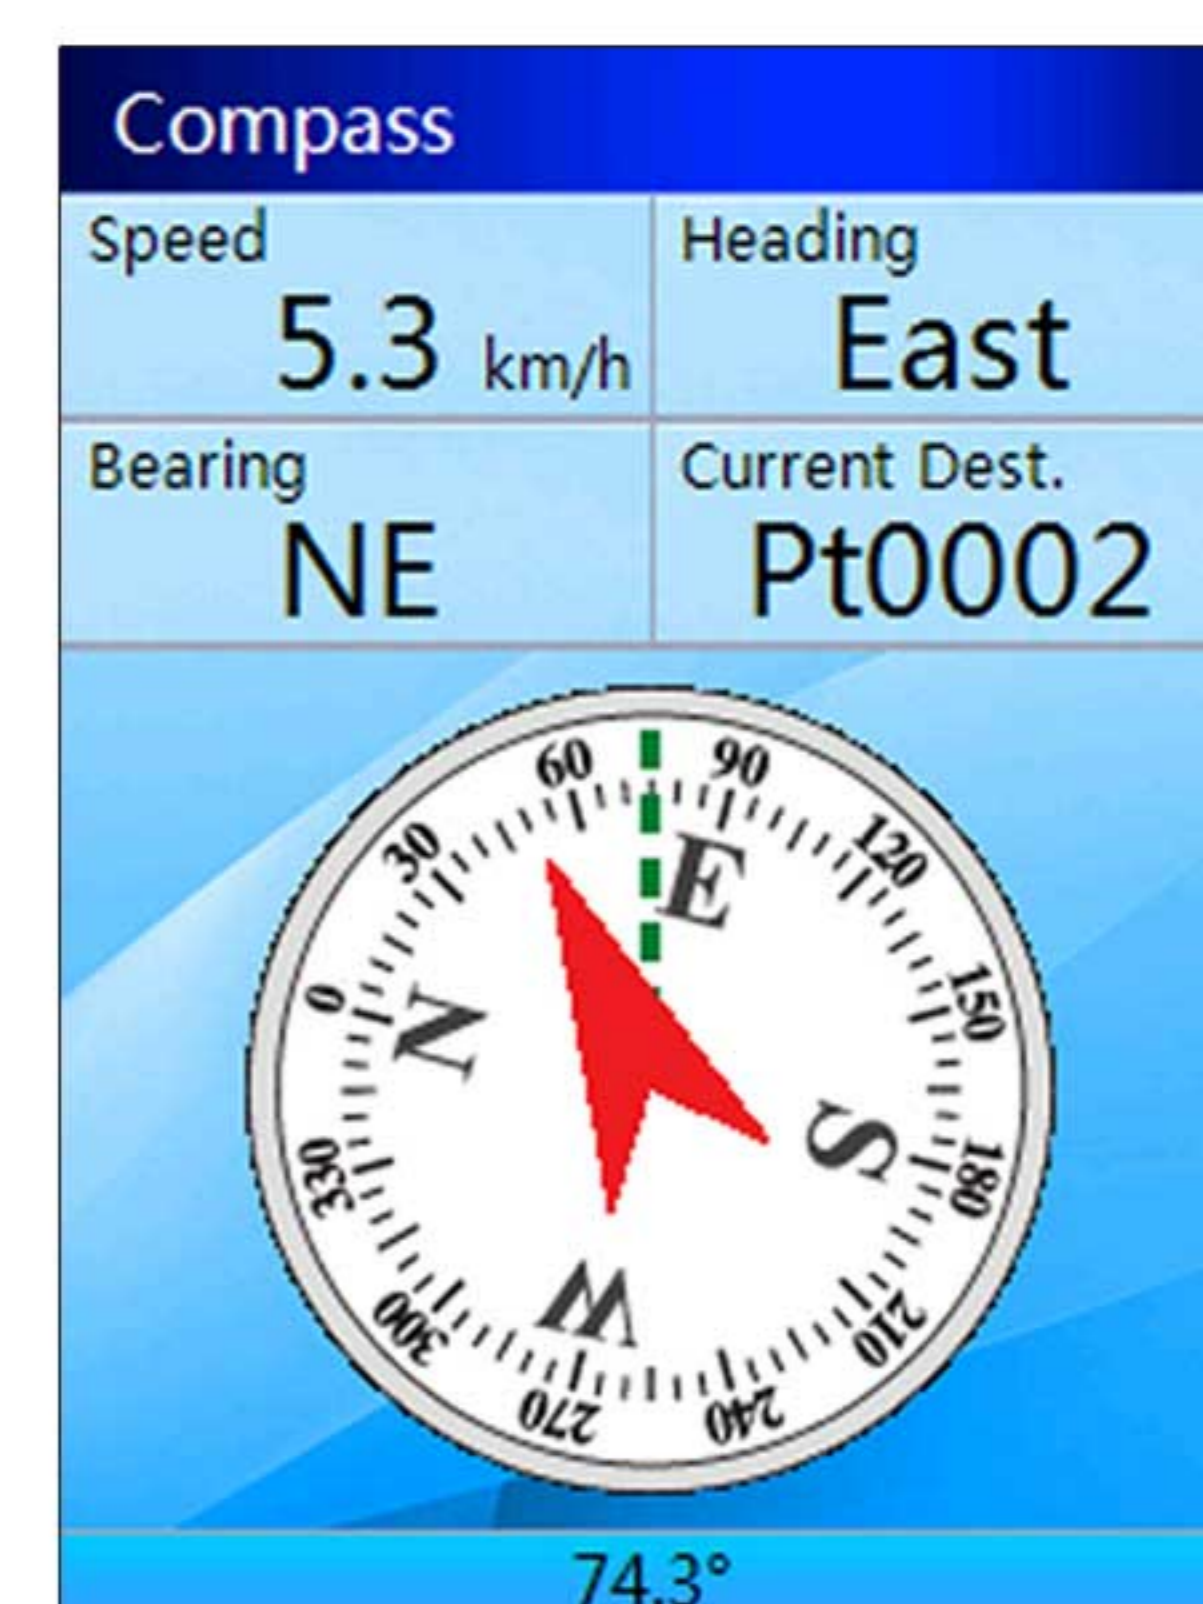 Compass
Speed
5.3 km/h
Heading
East
Bearing
NE
Current Dest.
Pt0002
60
90
30
120
E
0
150
N
S
330
180
W
300
210
270
240
74.3°